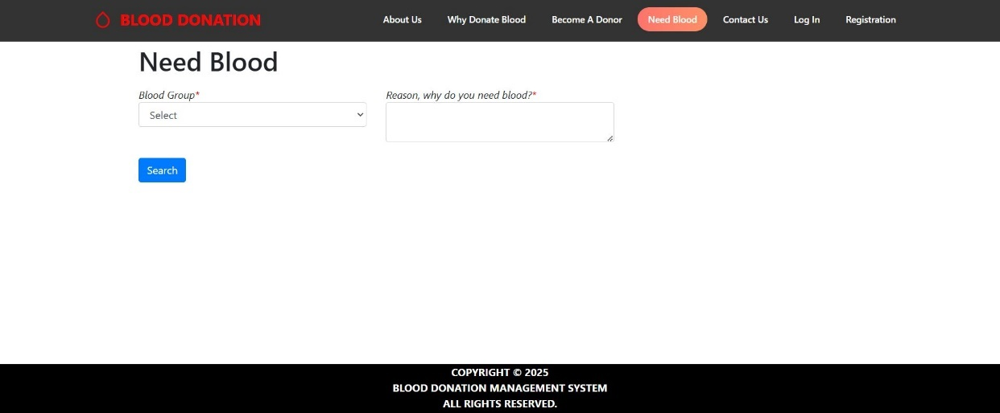 BLOOD DONATION About Us Why Donate Blood Become A Donor Need Blood Contact Us Log In Registration
Need Blood
Blood Group* Reason, why do you need blood?*
Select
Search
COPYRIGHT © 2025
BLOOD DONATION MANAGEMENT SYSTEM
ALL RIGHTS RESERVED.